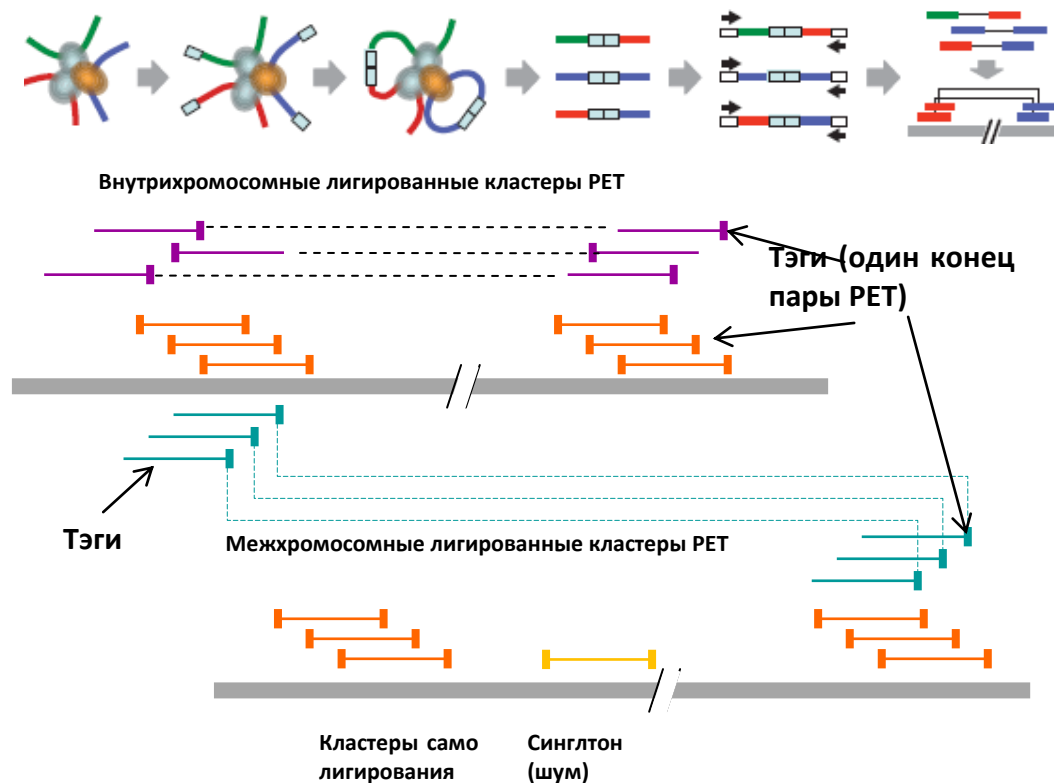 Внутрихромосомные лигированные кластеры PET
Тэги (один конец
пары PET)
Тэги
Межхромосомные лигированные кластеры PET
Кластеры само
лигирования
Синглтон
(шум)